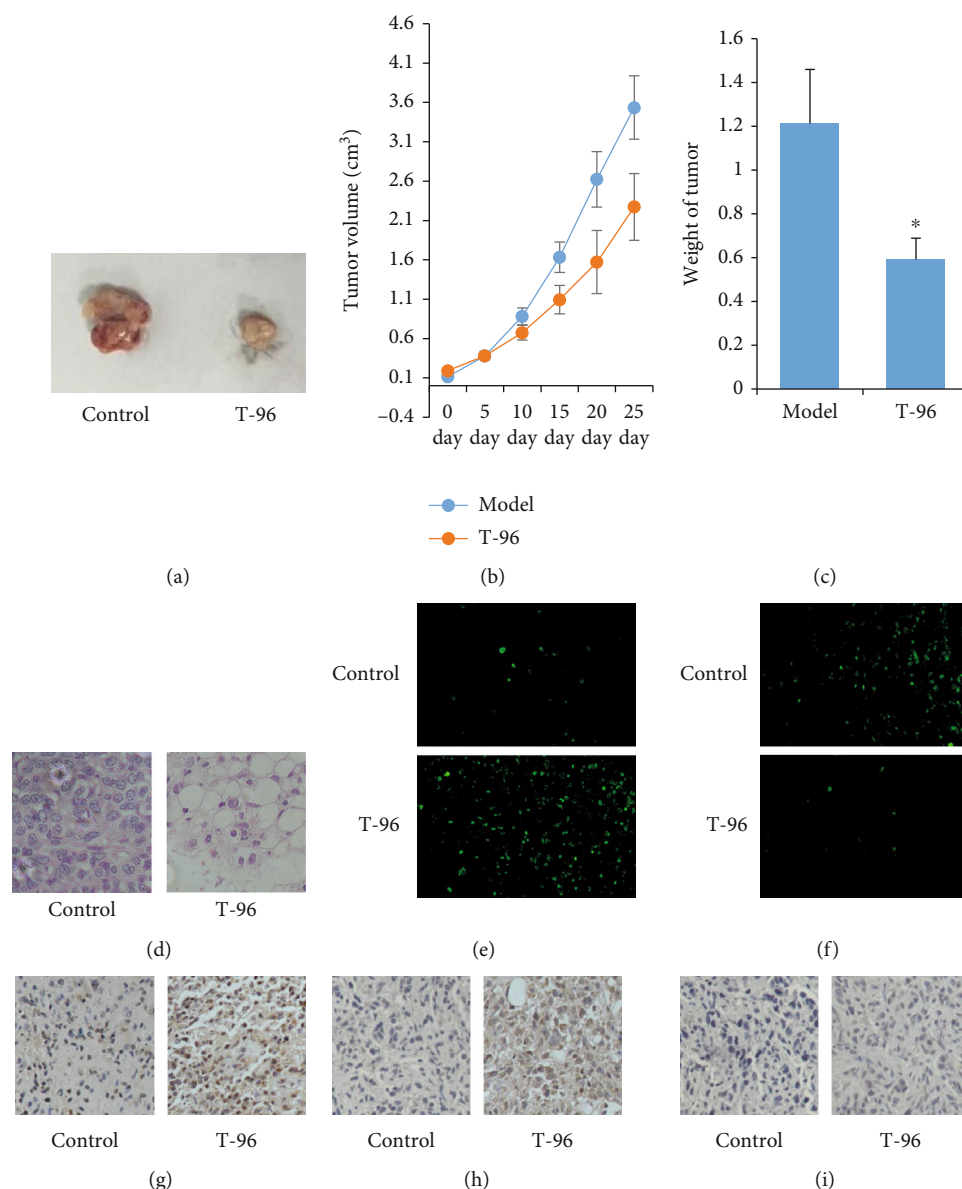 Control T-96
(a)
Tumor volume (cm³)
4.6
4.1
3.6
3.1
2.6
2.1
1.6
1.1
0.6
0.1
−0.4
0 5 10 15 20 25
day day day day day day
Model
T-96
(b)
Weight of tumor
1.6
1.4
1.2
1
0.8
0.6
0.4
0.2
0
*
Model T-96
(c)
Control T-96
(d)
Control
T-96
(e)
Control
T-96
(f)
Control T-96
(g)
Control T-96
(h)
Control T-96
(i)